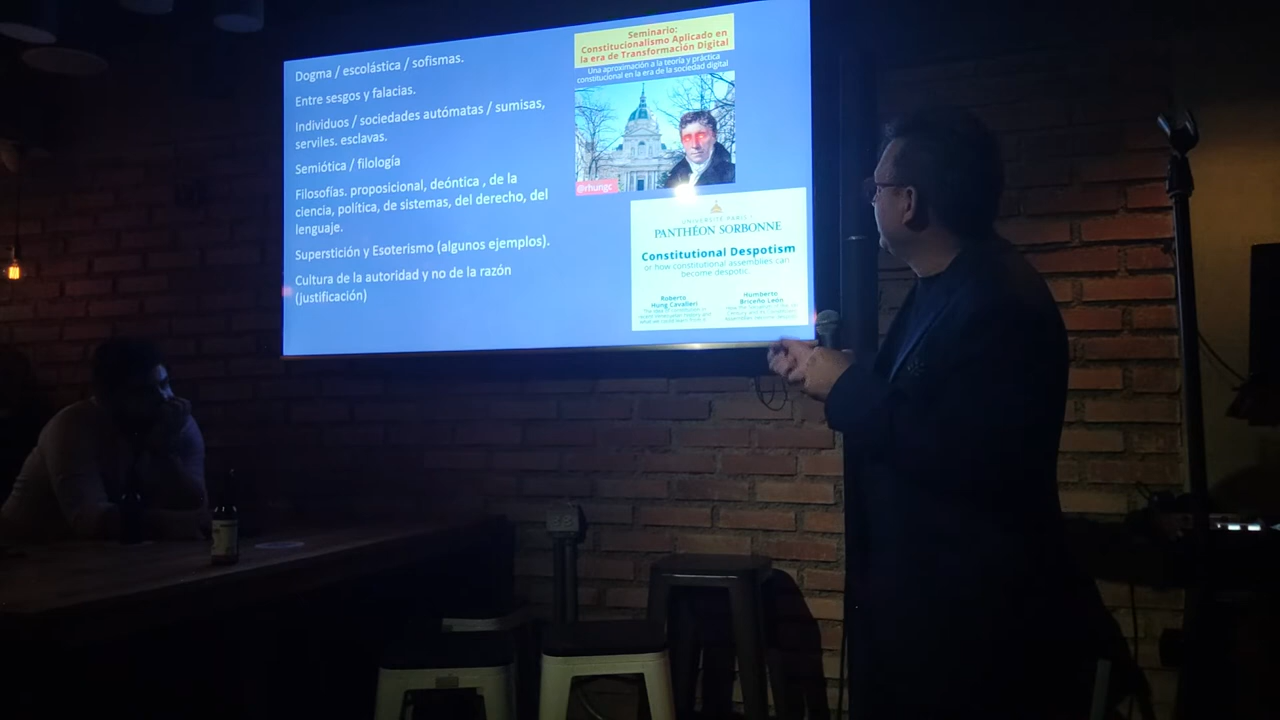 Dogma / escolástica / sofismas.
Entre sesgos y falacias.
Individuos / sociedades autómatas / sumisas,
serviles. esclavas.
Semiótica / filología
Filosofías. proposicional, deóntica , de la
ciencia, política, de sistemas, del derecho, del
lenguaje.
Superstición y Esoterismo (algunos ejemplos).
Cultura de la autoridad y no de la razón
(justificación)
Seminario:
Constitucionalismo Aplicado en
la era de Transformación Digital
Una aproximación a la teoría y práctica
constitucional en la era de la sociedad digital
@rhungc
UNIVERSITÉ PARIS 1
PANTHÉON SORBONNE
Constitutional Despotism
or how constitutional assemblies can
become despotic.
Roberto
Hung Cavalieri
Humberto
Briceño León